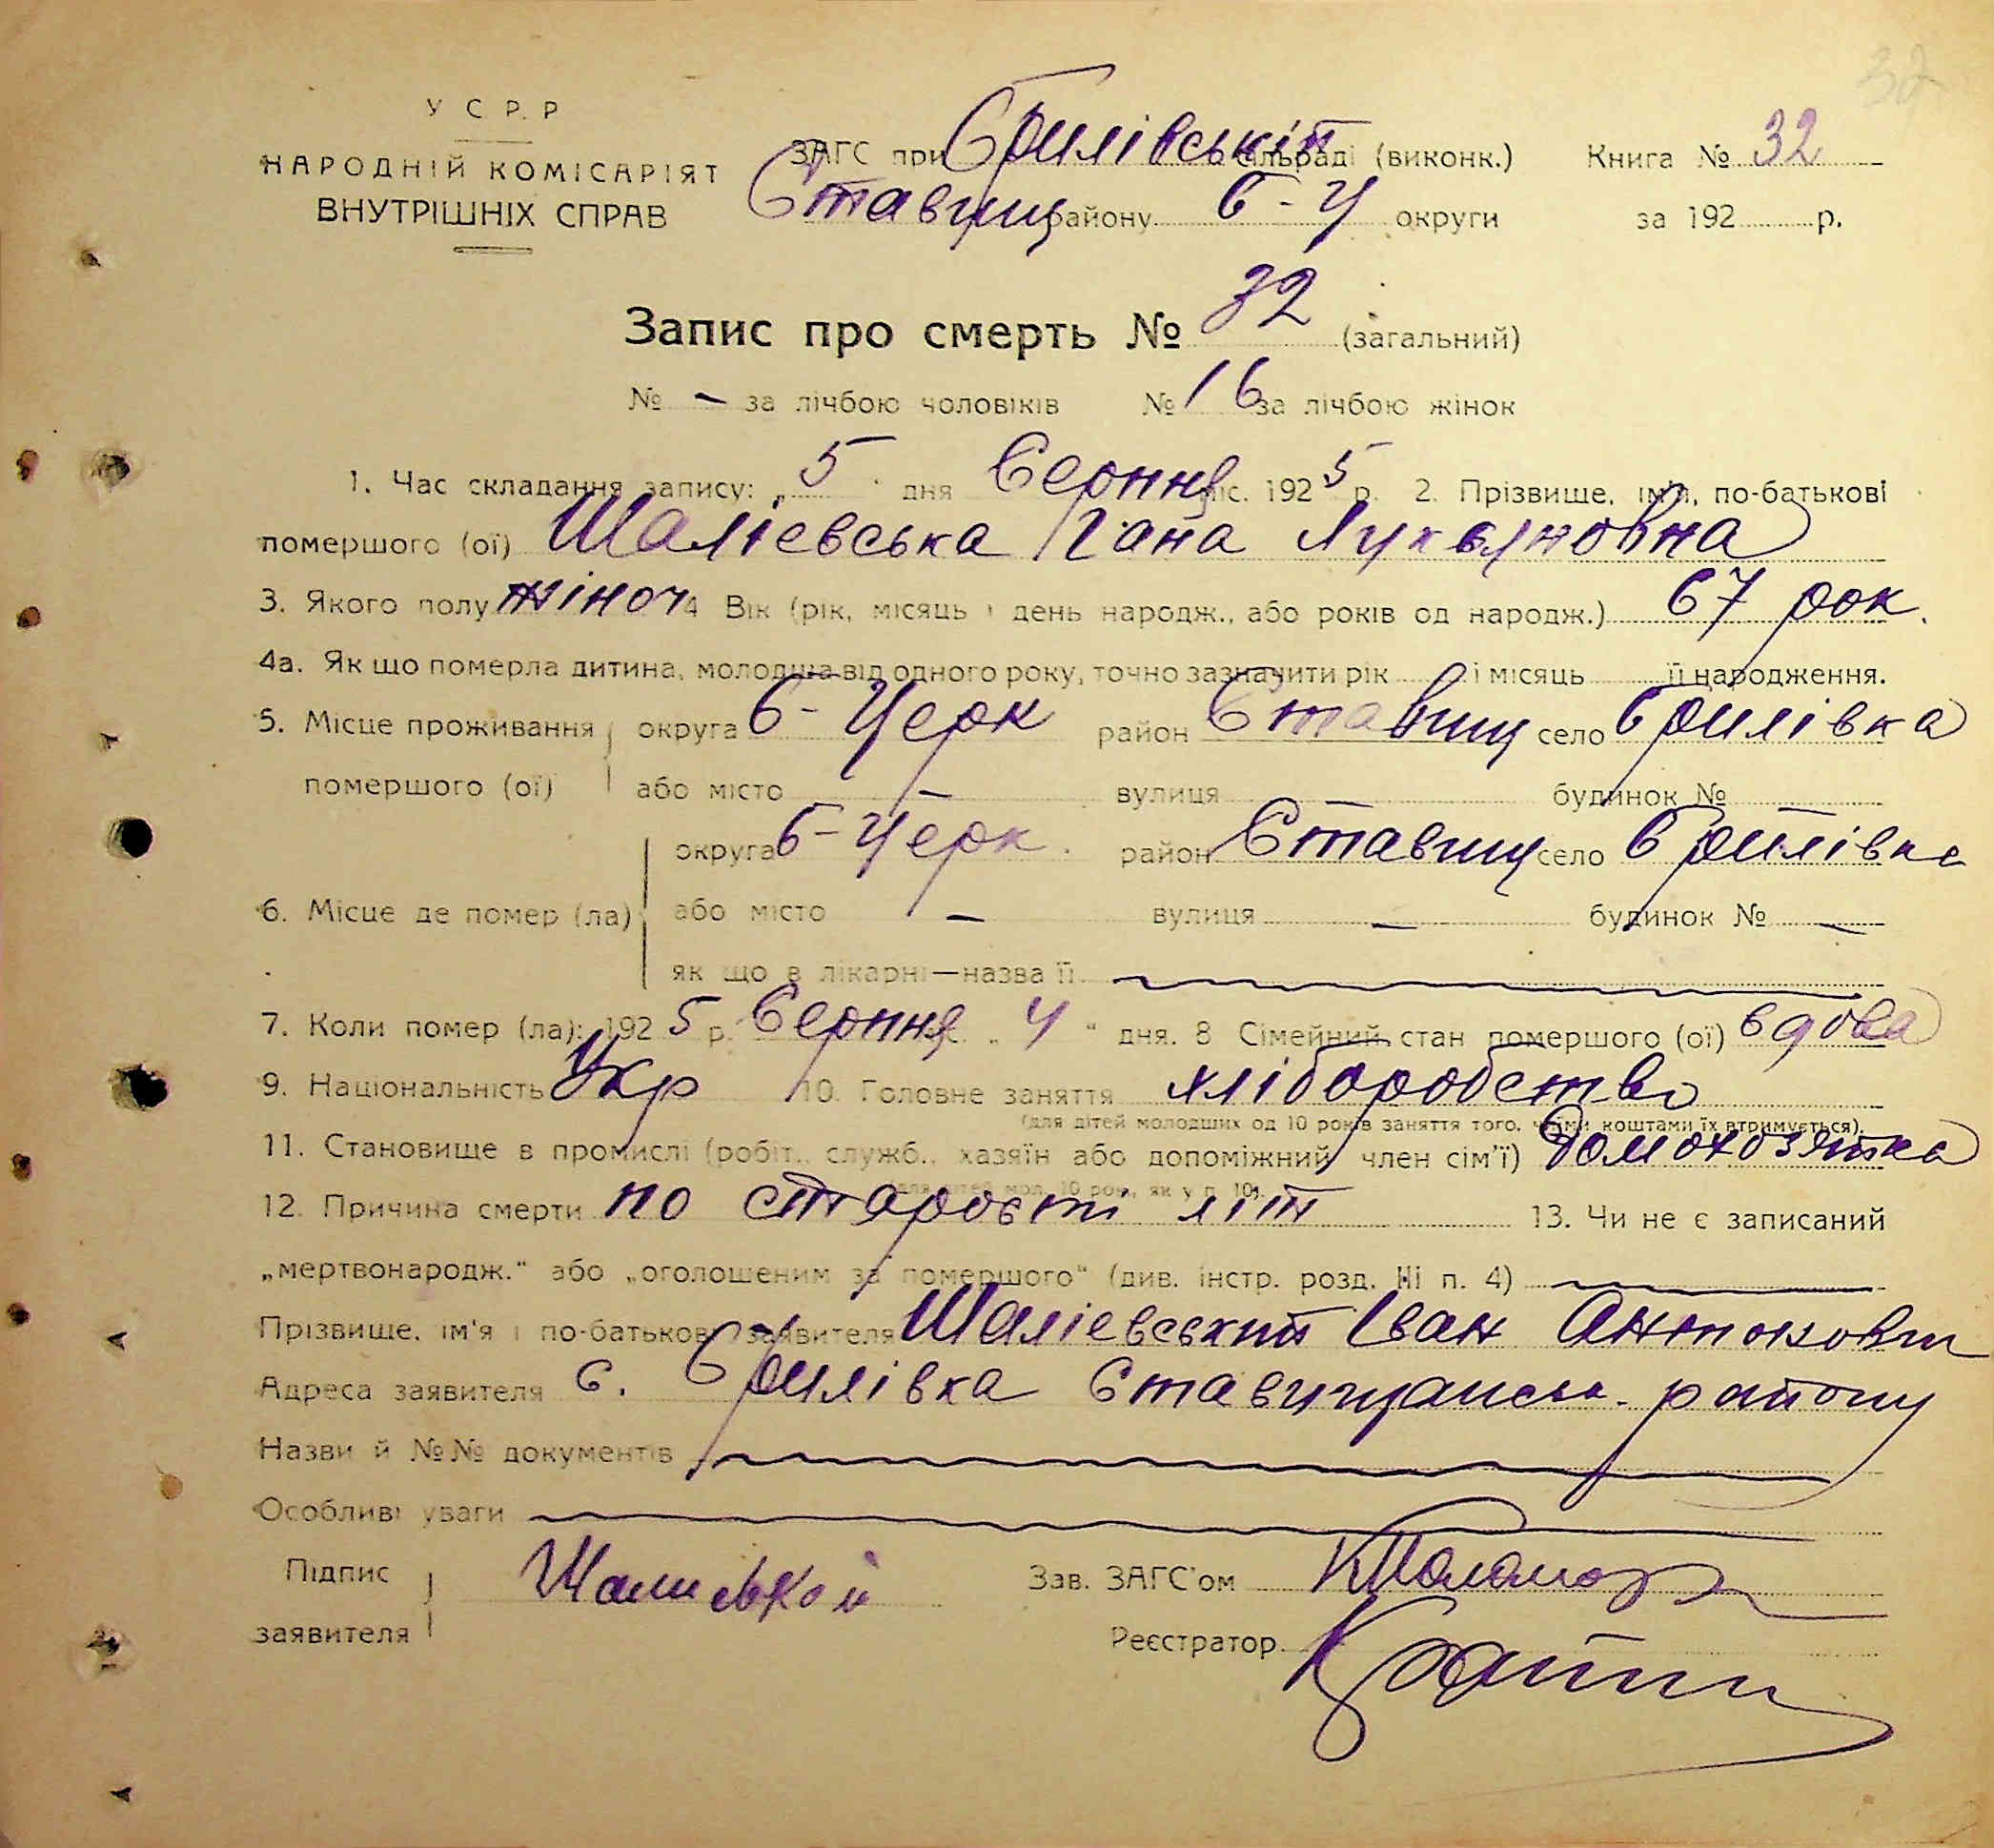 32
У С Р Р
НАРОДНІЙ КОМІСАРІЯТ
ВНУТРІШНІХ СПРАВ
ЗАГС при Брилівській сільраді (виконк.) Книга № 32
Ставищ району Б-Ц округи за 192 р.
Запис про смерть № 32 (загальний)
№ - за лічбою чоловіків № 16 за лічбою жінок
1. Час складання запису: „5" дня Серпня міс. 1925 р. 2. Прізвище, ім'я, по-батькові
помершого (ої) Шалієвська Гана Лукьяновна
3. Якого полу жіноч 4 Вік (рік, місяць і день народж., або років од народж.) 67 рок.
4а. Як що померла дитина, молодша від одного року, точно зазначити рік - і місяць її народження.
5. Місце проживання округа Б-Церк район Ставищ село Брилівка
помершого (ої) або місто - вулиця - будинок № -
округа Б-Церк. район Ставищ село Брилівка
6. Місце де помер (ла) або місто - вулиця - будинок № -
як що в лікарні—назва її
7. Коли помер (ла): 1925 р. Серпня міс. „4" дня. 8 Сімейний стан помершого (ої) вдова
9. Національність Укр 10. Головне заняття хліборобство
(для дітей молодших од 10 років заняття того, чиїми коштами їх втримується).
11. Становище в промислі (робіт., служб., хазяїн або допоміжний член сім'ї) Домохозяйка
(для дітей мол. 10 рок., як у п. 10).
12. Причина смерти по старості літ 13. Чи не є записаний
„мертвонародж." або „оголошеним за помершого" (див. інстр. розд. III п. 4)
Прізвище, ім'я і по-батькові заявителя Шалієвський Іван Антонович
Адреса заявителя с. Брилівка Ставищанськ. району
Назви й №№ документів
Особливі уваги
Підпис Зав. ЗАГС'ом
заявителя Реєстратор